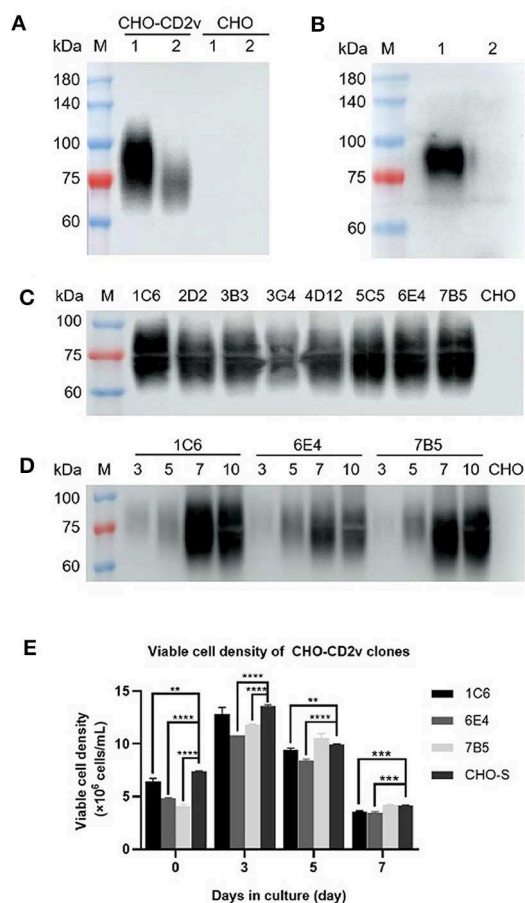 A
CHO-CD2v CHO
kDa M 1 2 1 2
180
140
100
75
60
B
kDa M 1 2
180
140
100
75
60
C
kDa M 1C6 2D2 3B3 3G4 4D12 5C5 6E4 7B5 CHO
100
75
60
D
1C6 6E4 7B5
kDa M 3 5 7 10 3 5 7 10 3 5 7 10 CHO
100
75
60
E
Viable cell density of CHO-CD2v clones
Viable cell density
(×10⁶ cells/mL)
15
10
5
0
** **** ****
**** ****
** ****
*** ***
0 3 5 7
Days in culture (day)
1C6
6E4
7B5
CHO-S